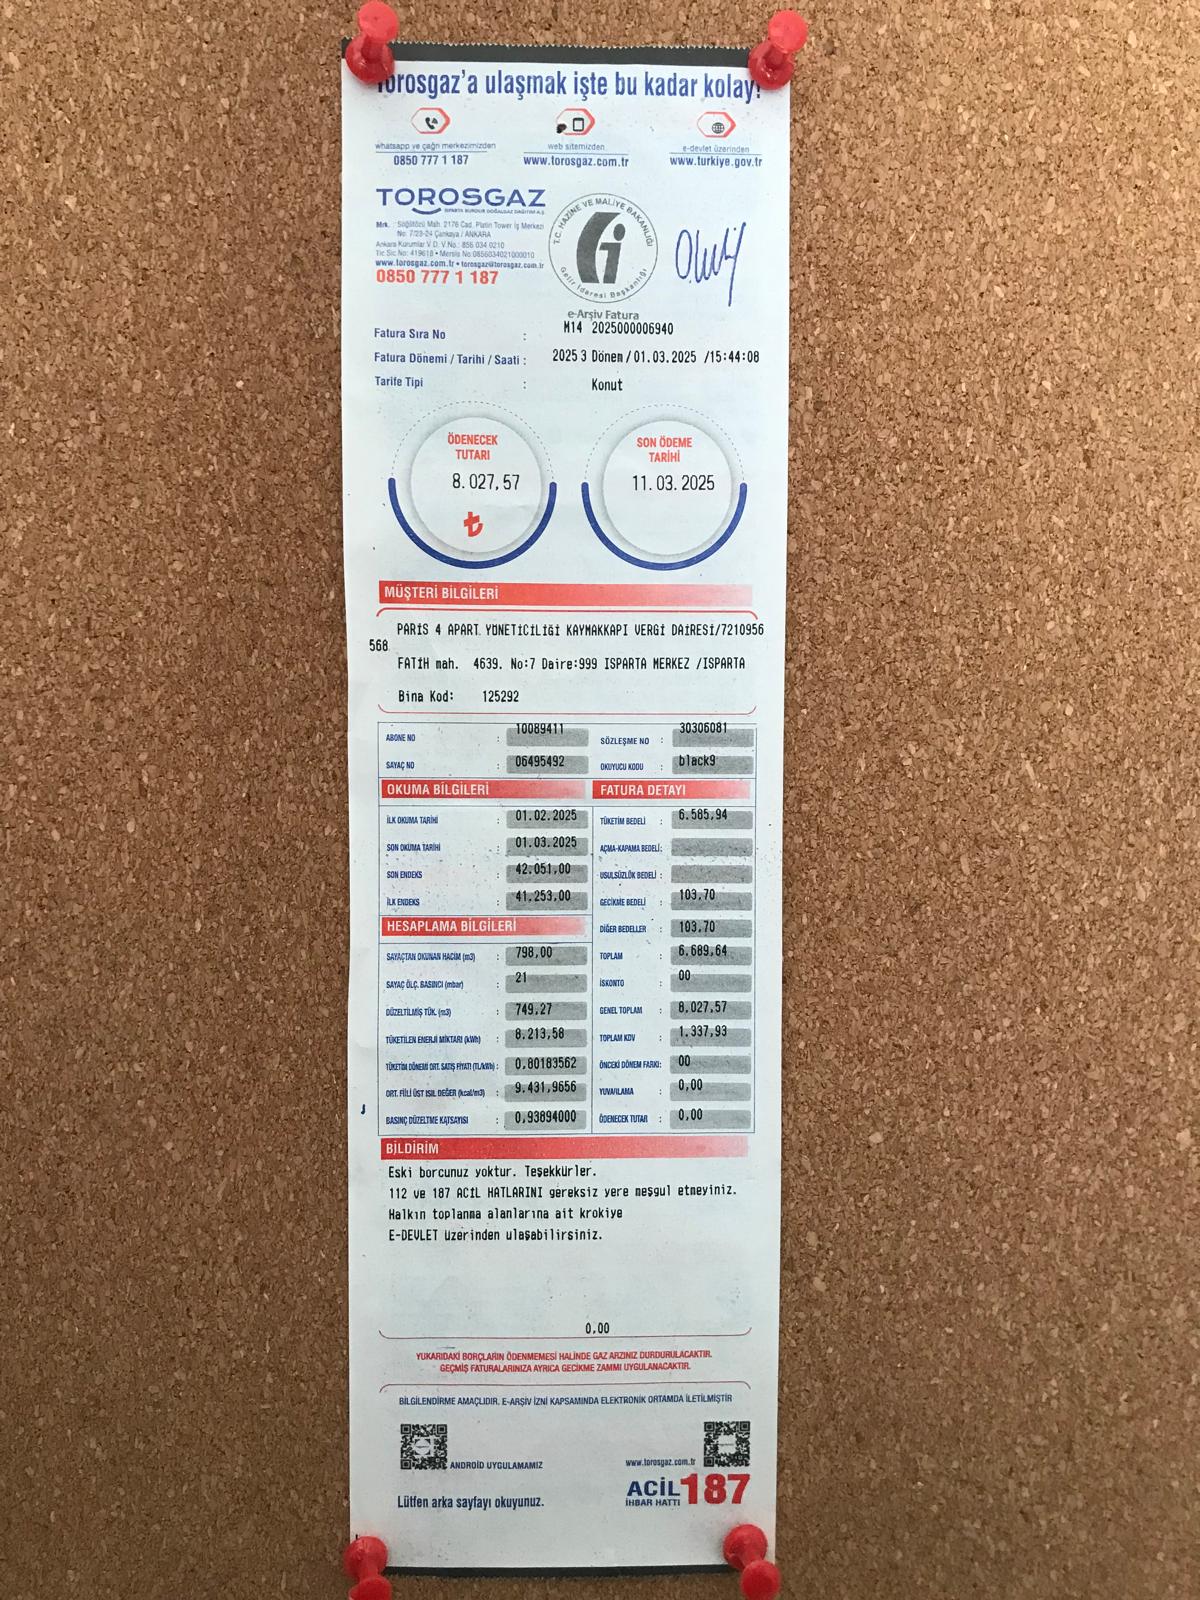 Torosgaz'a ulaşmak işte bu kadar kolay!
whatsapp ve çağrı merkezimizden
0850 777 1 187
web sitemizden
www.torosgaz.com.tr
e-devlet üzerinden
www.turkiye.gov.tr
TOROSGAZ
ISPARTA BURDUR DOĞALGAZ DAĞITIM A.Ş.
Mrk. : Söğütözü Mah. 2176 Cad. Platin Tower İş Merkezi
No: 7/23-24 Çankaya / ANKARA
Ankara Kurumlar V.D. V.No.: 856 034 0210
Tic Sic No: 419618 • Mersis No:0856034021000010
www.torosgaz.com.tr • torosgaz@torosgaz.com.tr
0850 777 1 187
T.C. HAZİNE VE MALİYE BAKANLIĞI
Gelir İdaresi Başkanlığı
e-Arşiv Fatura
Fatura Sıra No : M14 2025000006940
Fatura Dönemi / Tarihi / Saati : 2025 3 Dönem / 01.03.2025 /15:44:08
Tarife Tipi : Konut
ÖDENECEK
TUTARI
8.027,57
₺
SON ÖDEME
TARİHİ
11.03.2025
MÜŞTERİ BİLGİLERİ
PARİS 4 APART. YÖNETİCİLİĞİ KAYMAKKAPI VERGİ DAİRESİ/7210956
568
FATİH mah. 4639. No:7 Daire:999 ISPARTA MERKEZ /ISPARTA
Bina Kod: 125292
ABONE NO : 10089411
SÖZLEŞME NO : 30306081
SAYAÇ NO : 06495492
OKUYUCU KODU : black9
OKUMA BİLGİLERİ
İLK OKUMA TARİHİ : 01.02.2025
SON OKUMA TARİHİ : 01.03.2025
SON ENDEKS : 42.051,00
İLK ENDEKS : 41.253,00
HESAPLAMA BİLGİLERİ
SAYAÇTAN OKUNAN HACİM (m3) : 798,00
SAYAÇ ÖLÇ. BASINCI (mbar) : 21
DÜZELTİLMİŞ TÜK. (m3) : 749,27
TÜKETİLEN ENERJİ MİKTARI (kWh) : 8.213,58
TÜKETİM DÖNEMİ ORT. SATIŞ FİYATI (TL/kWh) : 0,80183562
ORT. FİİLİ ÜST ISIL DEĞER (kcal/m3) : 9.431,9656
BASINÇ DÜZELTME KATSAYISI : 0,93894000
FATURA DETAYI
TÜKETİM BEDELİ : 6.585,94
AÇMA-KAPAMA BEDELİ:
USULSÜZLÜK BEDELİ :
GECİKME BEDELİ : 103,70
DİĞER BEDELLER : 103,70
TOPLAM : 6.689,64
İSKONTO : 00
GENEL TOPLAM : 8,027,57
TOPLAM KDV : 1.337,93
ÖNCEKİ DÖNEM FARKI: 00
YUVARLAMA : 0,00
ÖDENECEK TUTAR : 0,00
BİLDİRİM
Eski borcunuz yoktur. Teşekkürler.
112 ve 187 ACİL HATLARINI gereksiz yere meşgul etmeyiniz.
Halkın toplanma alanlarına ait krokiye
E-DEVLET üzerinden ulaşabilirsiniz.
0,00
YUKARIDAKİ BORÇLARIN ÖDENMEMESİ HALİNDE GAZ ARZINIZ DURDURULACAKTIR.
GEÇMİŞ FATURALARINIZA AYRICA GECİKME ZAMMI UYGULANACAKTIR.
BİLGİLENDİRME AMAÇLIDIR. E-ARŞİV İZNİ KAPSAMINDA ELEKTRONİK ORTAMDA İLETİLMİŞTİR
ANDROID UYGULAMAMIZ
www.torosgaz.com.tr
Lütfen arka sayfayı okuyunuz.
ACİL 187
İHBAR HATTI